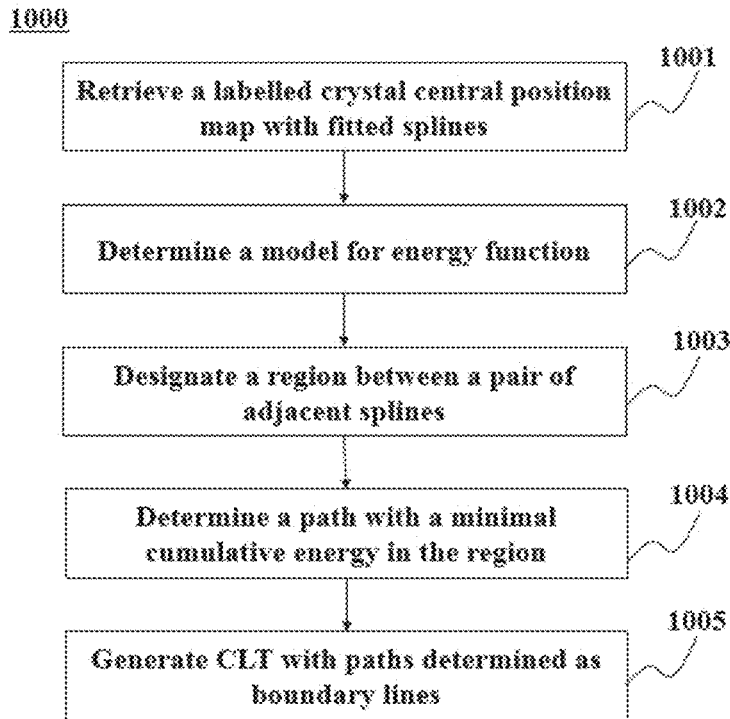 1000
1001
Retrieve a labelled crystal central position
map with fitted splines
1002
Determine a model for energy function
1003
Designate a region between a pair of
adjacent splines
1004
Determine a path with a minimal
cumulative energy in the region
1005
Generate CLT with paths determined as
boundary lines